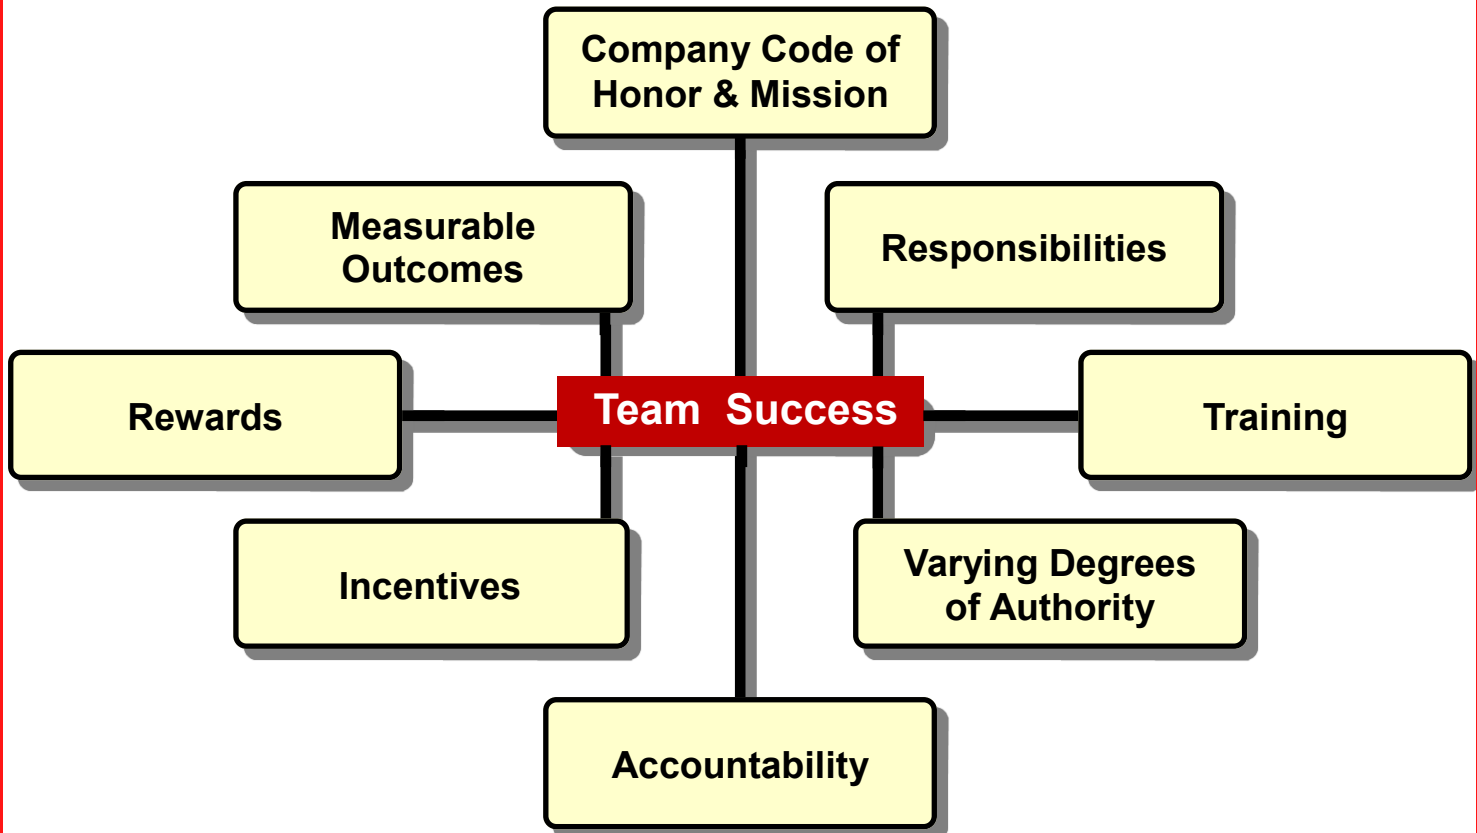 Company Code of
Honor & Mission
Measurable
Outcomes
Responsibilities
Rewards
Team Success
Training
Incentives
Varying Degrees
of Authority
Accountability